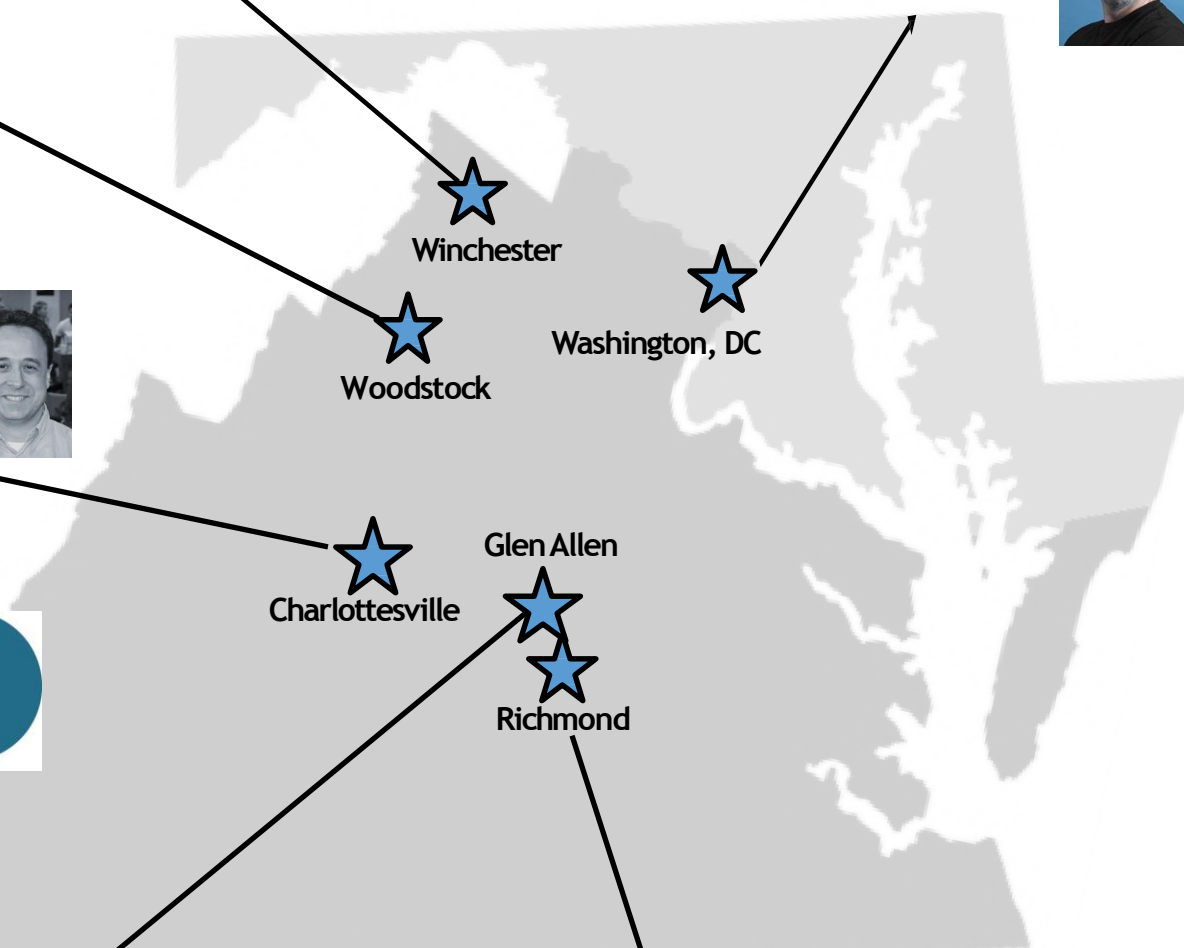 Winchester
Washington, DC
Woodstock
Glen Allen
Charlottesville
Richmond